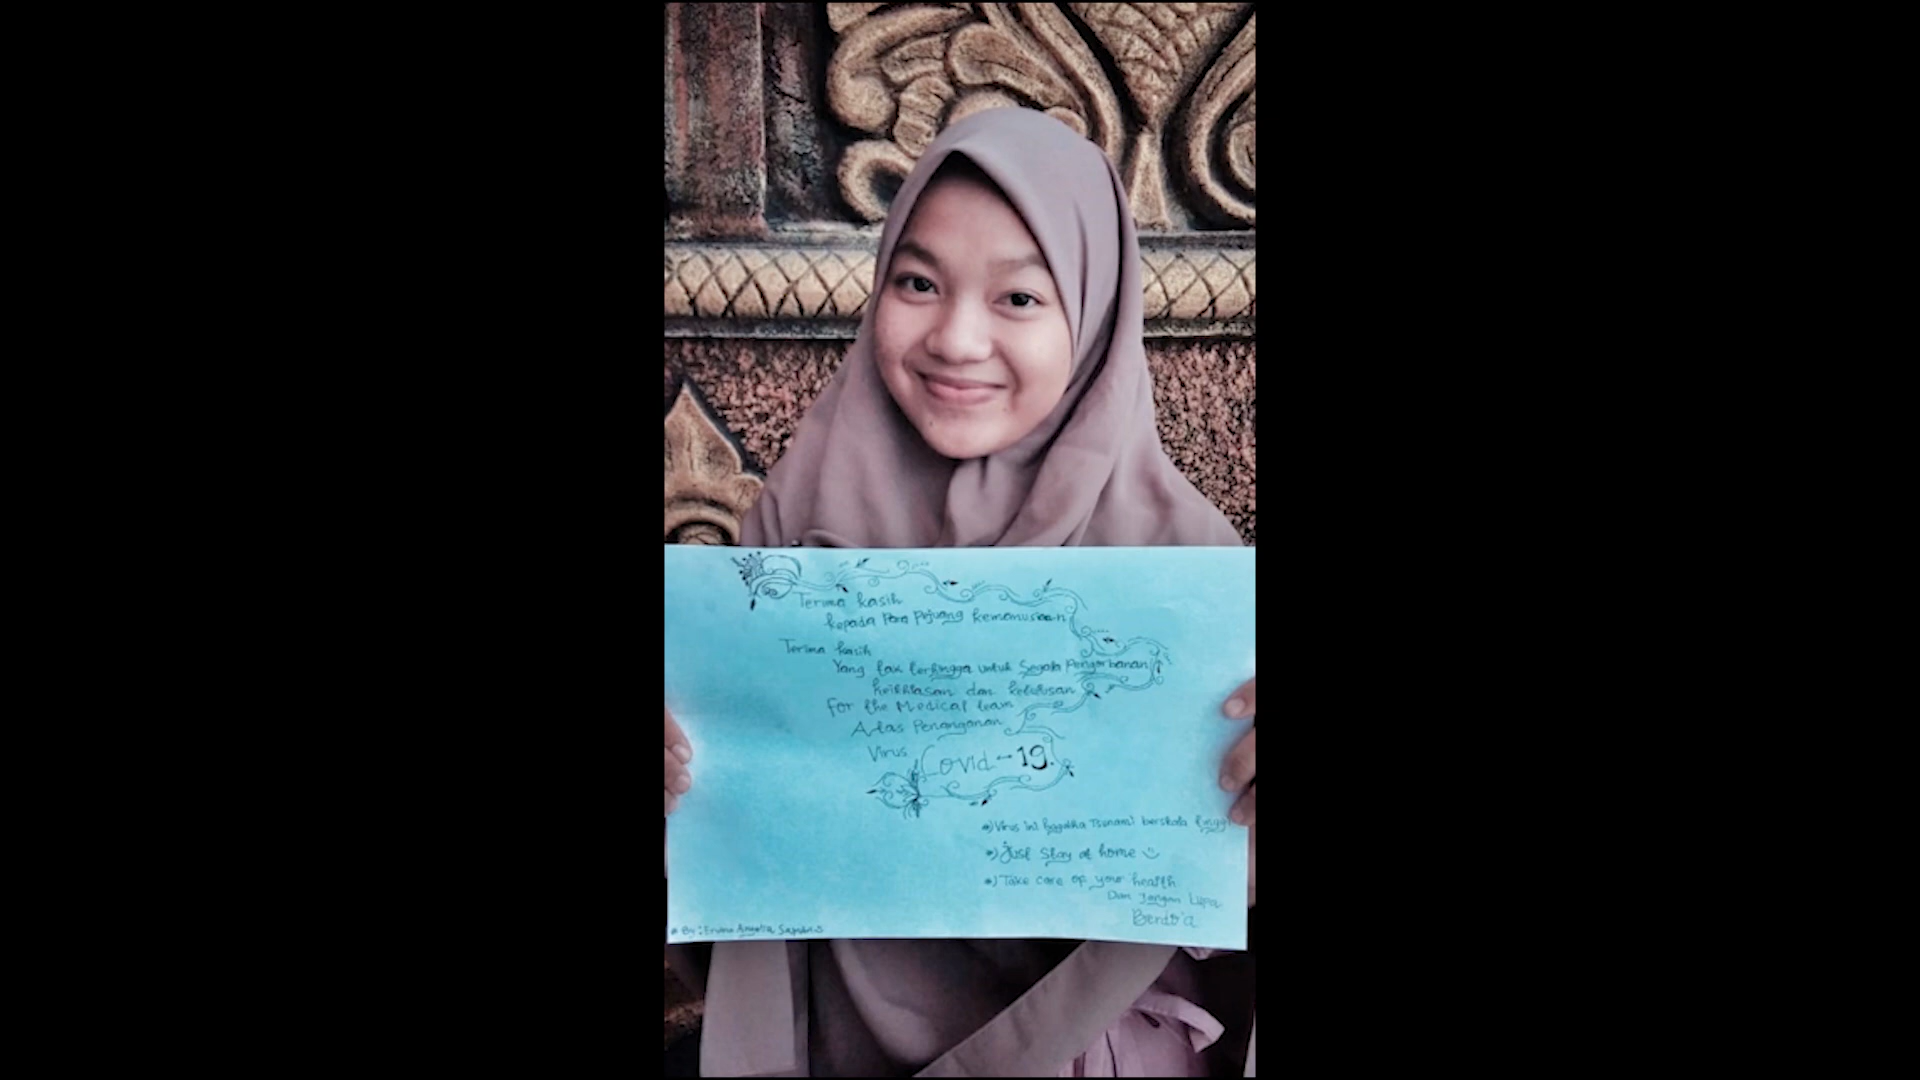 Terima kasih
kepada Para Pejuang kemanusiaan
Terima kasih
Yang tak terhingga untuk Segala Pengorbanan
keikhlasan dan ketulusan
For the Medical team
Atas Penanganan
Virus Covid-19.
*) Virus ini Tsunami berskala
*) Just Stay at home
*) Take care of your health
Dan Jangan Lupa
Berdo'a
* By: Angelia